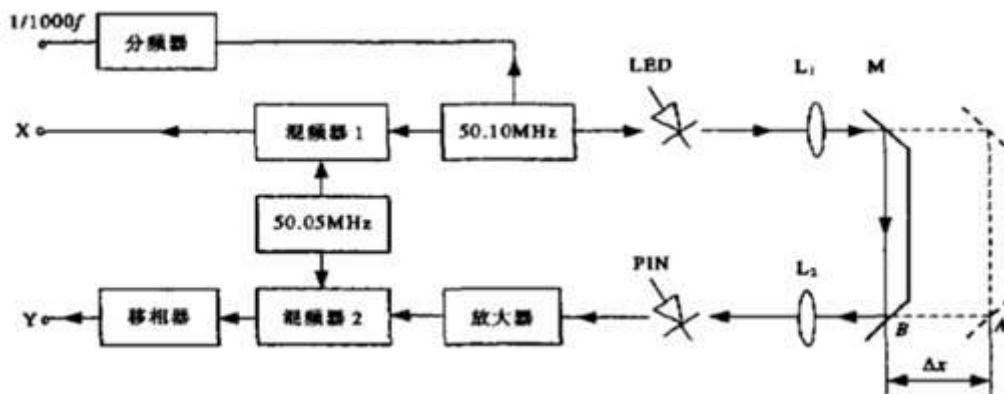 1/1000f
分频器
LED
L₁
M
X
混频器 1
50.10MHz
50.05MHz
PIN
L₂
Y
移相器
混频器 2
放大器
B
A
Δx